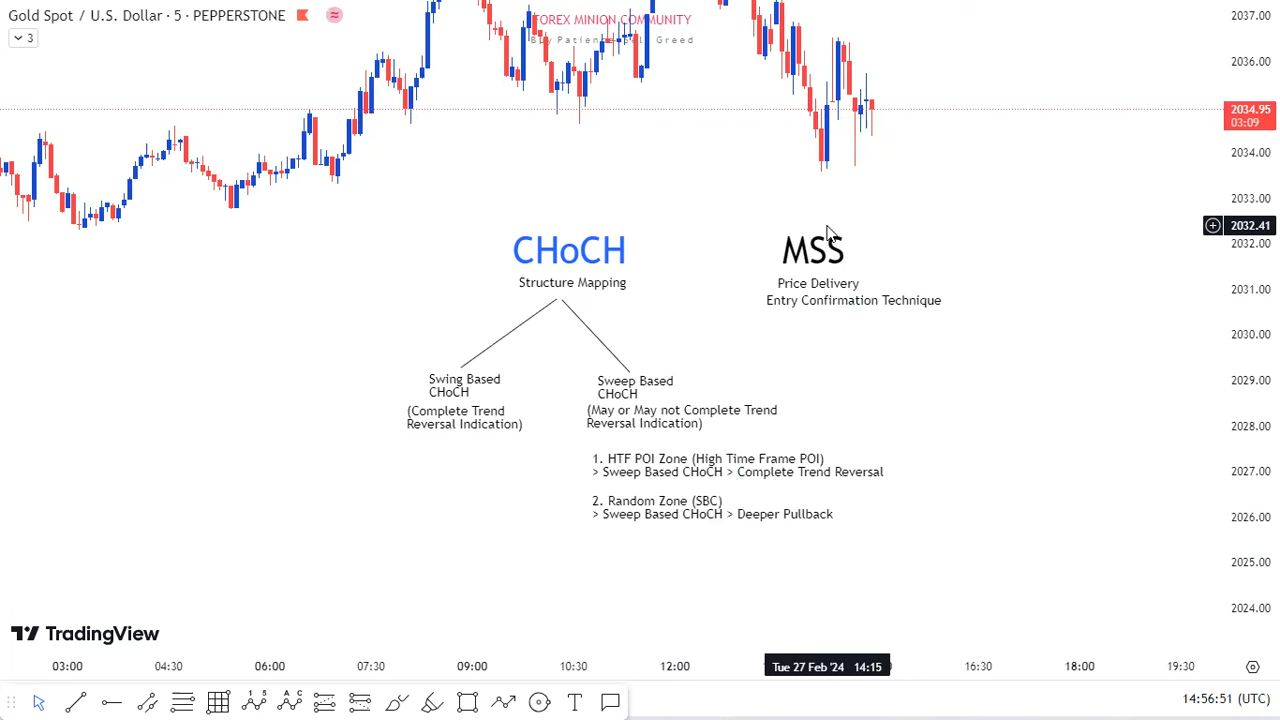 Gold Spot / U.S. Dollar · 5 · PEPPERSTONE
3
FOREX MINION COMMUNITY
Buy Patience Sell Greed
2037.00
2036.00
2034.95
03:09
2034.00
2033.00
2032.41
2032.00
2031.00
2030.00
2029.00
2028.00
2027.00
2026.00
2025.00
2024.00
CHoCH
Structure Mapping
MSS
Price Delivery
Entry Confirmation Technique
Swing Based
CHoCH
(Complete Trend
Reversal Indication)
Sweep Based
CHoCH
(May or May not Complete Trend
Reversal Indication)
1. HTF POI Zone (High Time Frame POI)
> Sweep Based CHoCH > Complete Trend Reversal
2. Random Zone (SBC)
> Sweep Based CHoCH > Deeper Pullback
TradingView
03:00 04:30 06:00 07:30 09:00 10:30 12:00 Tue 27 Feb '24 14:15 16:30 18:00 19:30
14:56:51 (UTC)